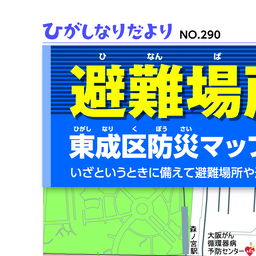 ひがしなりだより NO.290
ひ なん ば
避難場所
ひがし なり く ぼう さい
東成区防災マップ
いざというときに備えて避難場所や
森ノ宮駅
大阪がん
循環器病
予防センター